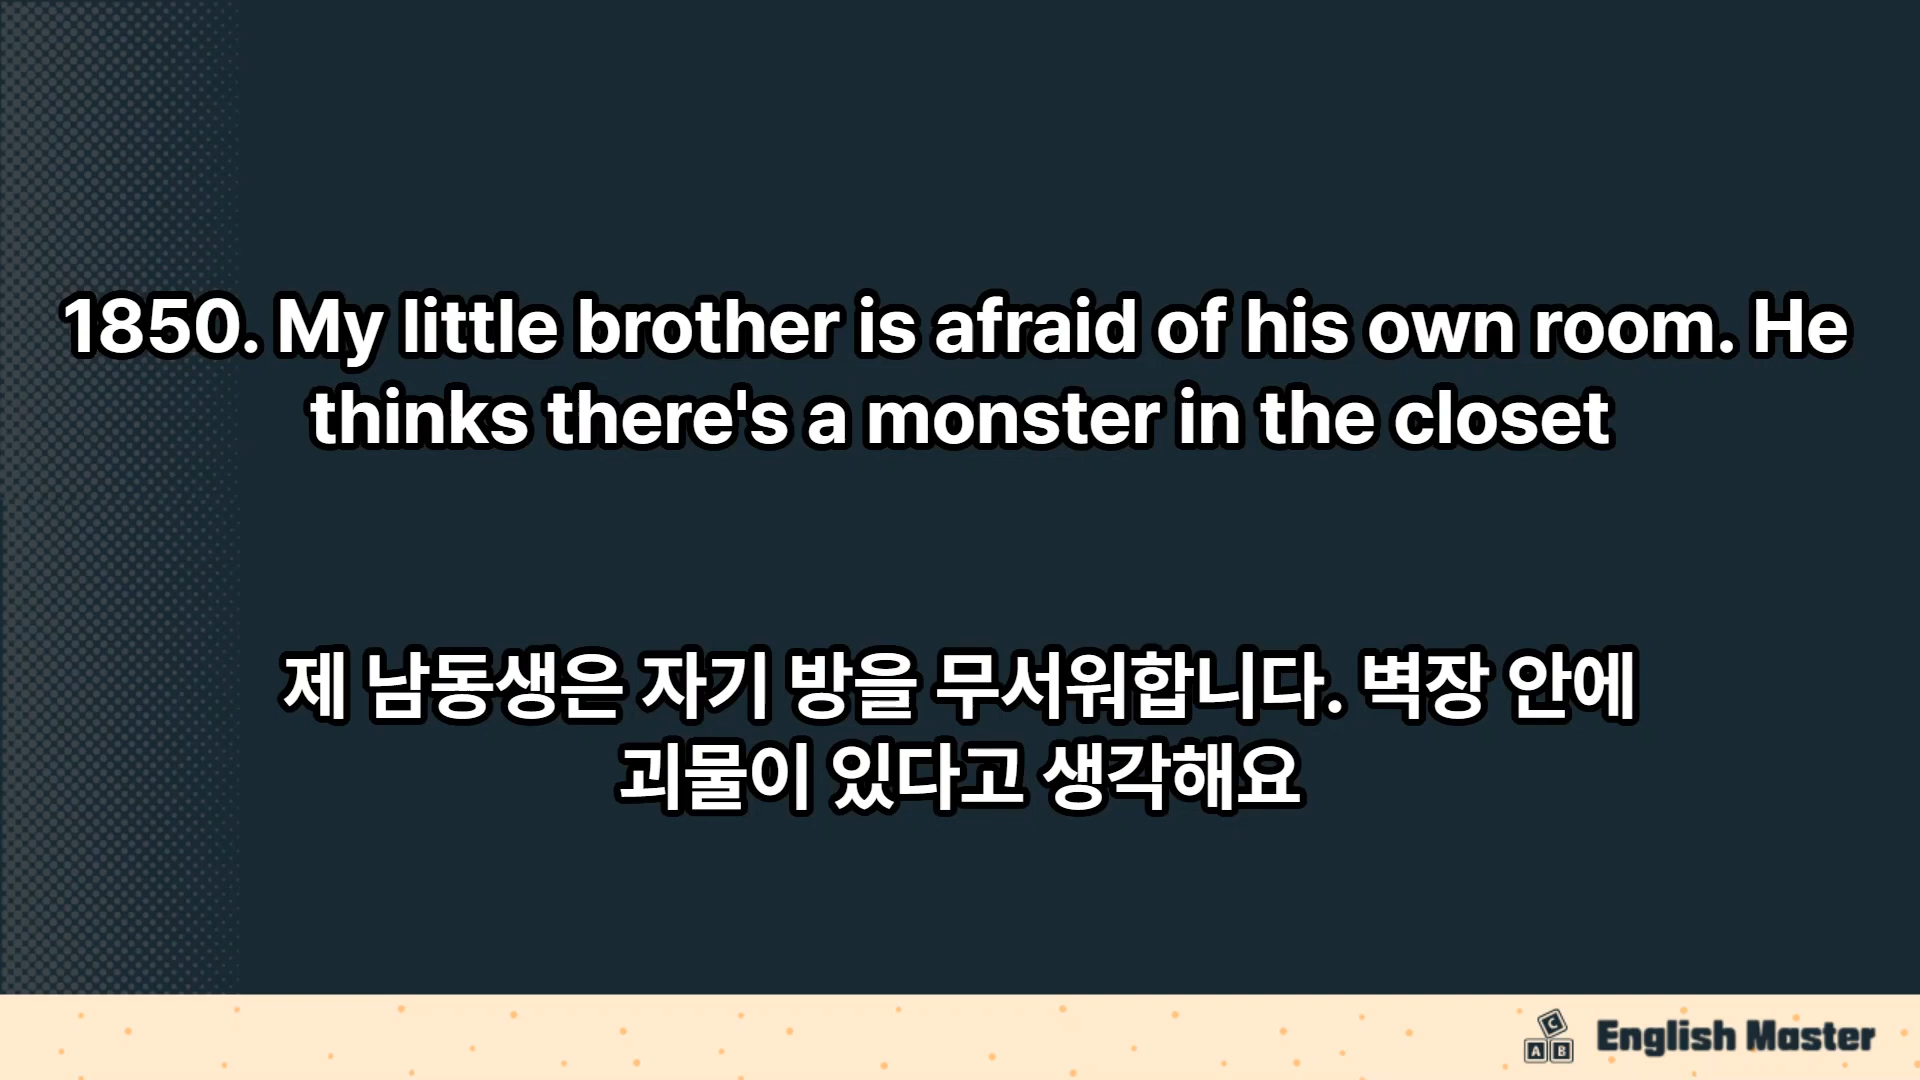 1850. My little brother is afraid of his own room. He
thinks there's a monster in the closet
제 남동생은 자기 방을 무서워합니다. 벽장 안에
괴물이 있다고 생각해요
C
A B
English Master